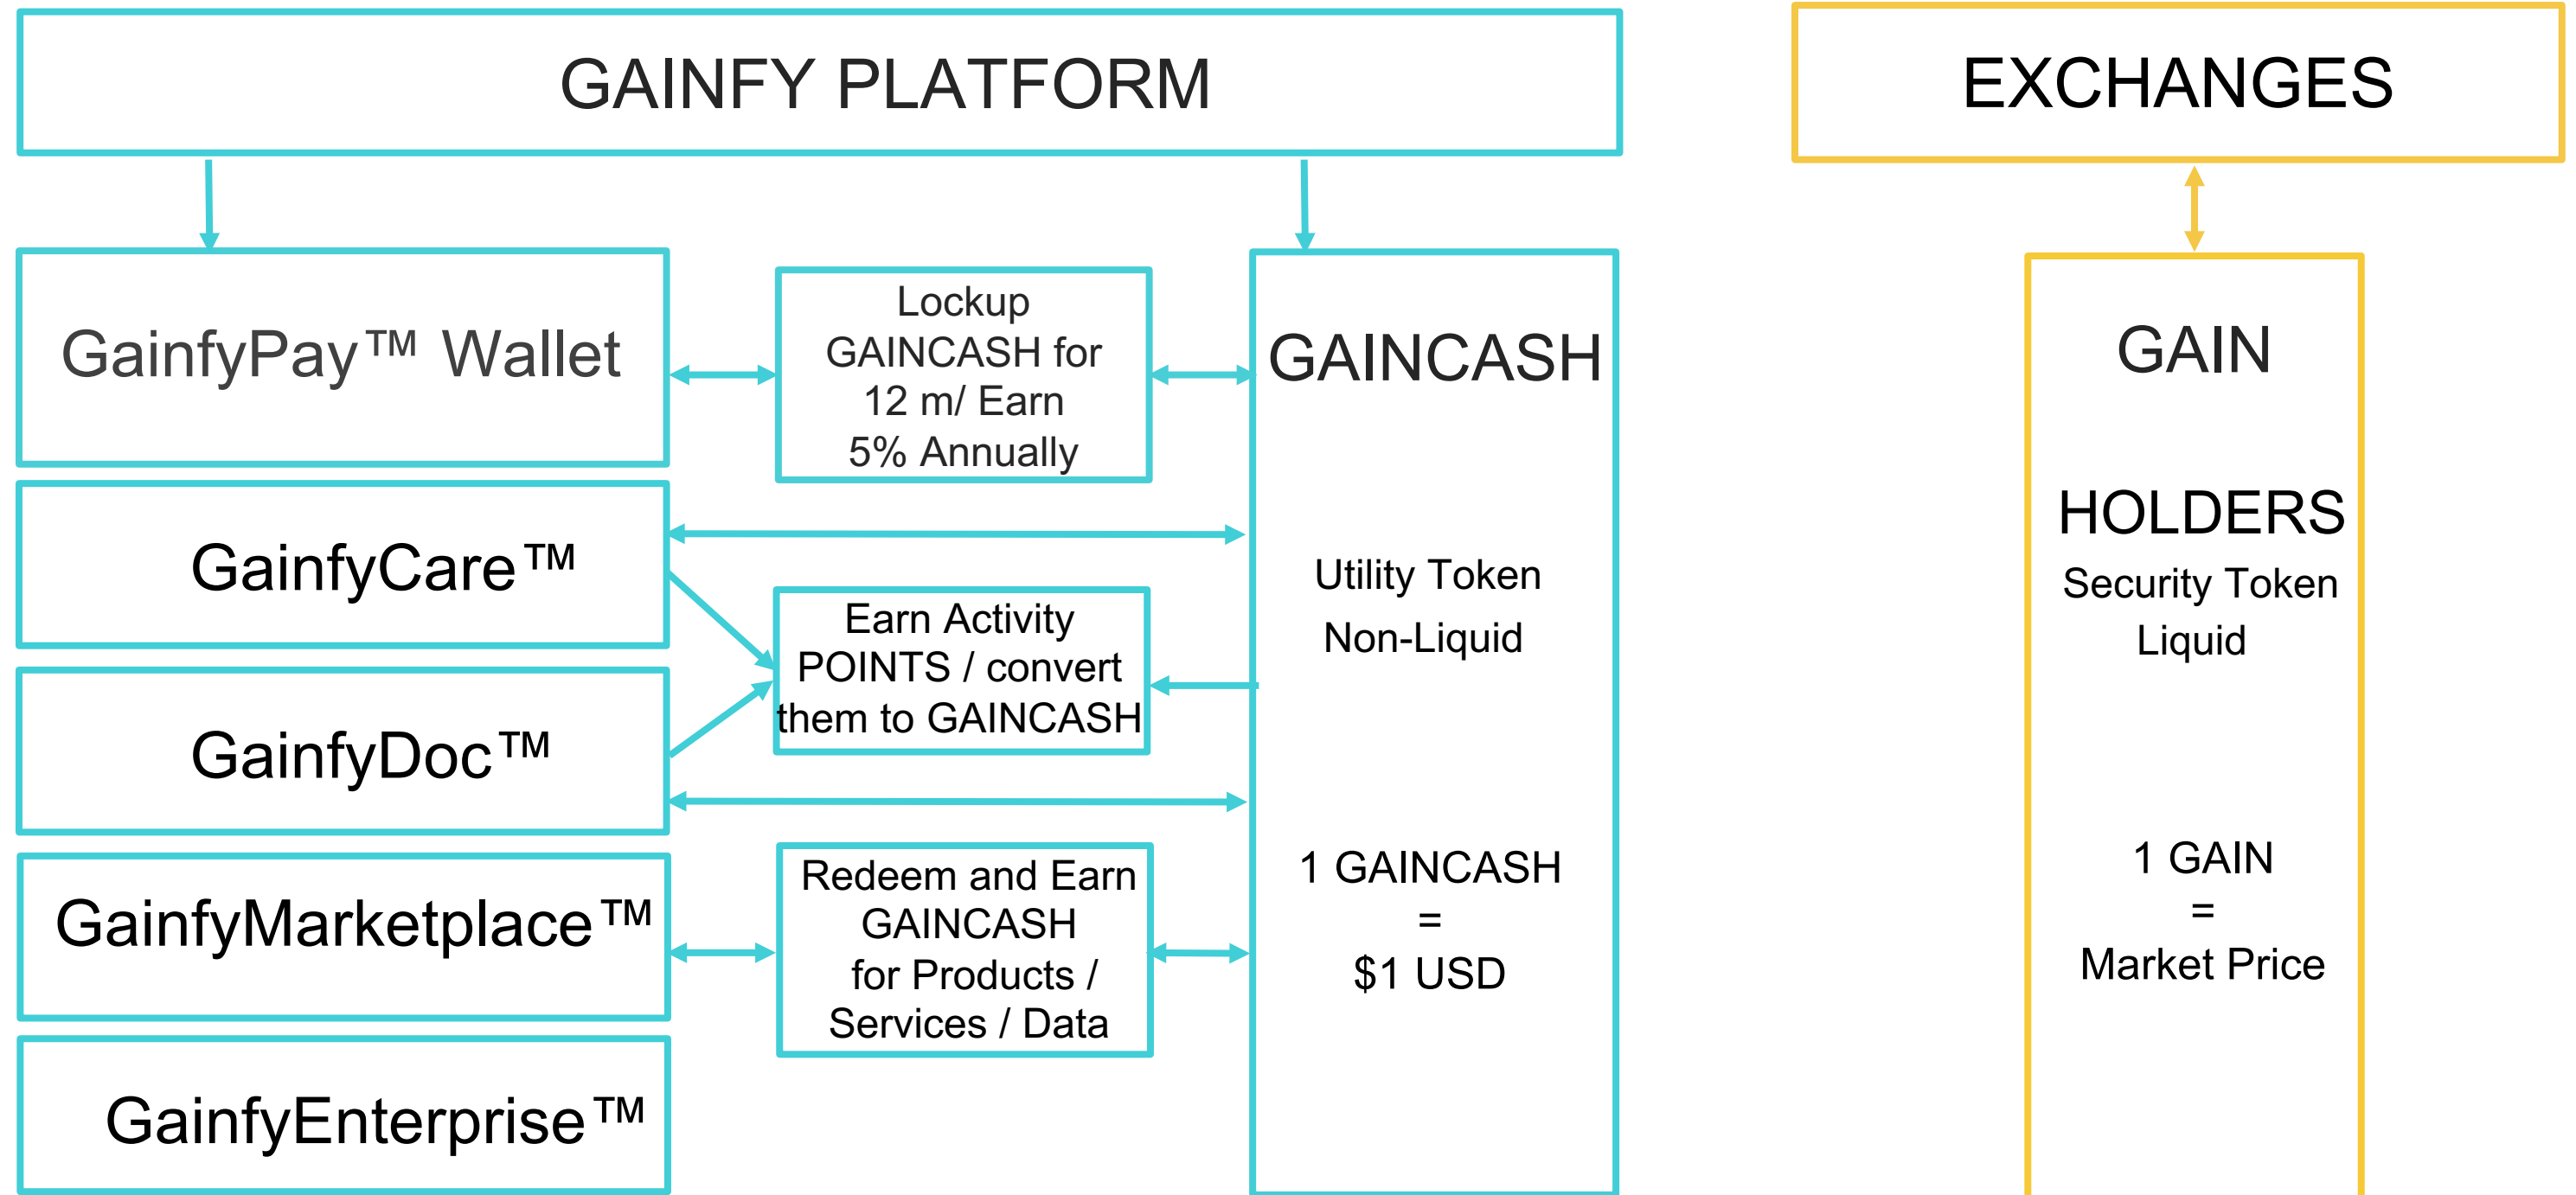 GAINFY PLATFORM
EXCHANGES
GainfyPay™ Wallet
Lockup
GAINCASH for
12 m/ Earn
5% Annually
GainfyCare™
Earn Activity
POINTS / convert
them to GAINCASH
GainfyDoc™
GainfyMarketplace™
Redeem and Earn
GAINCASH
for Products /
Services / Data
GainfyEnterprise™
GAINCASH
Utility Token
Non-Liquid
1 GAINCASH
=
$1 USD
GAIN
HOLDERS
Security Token
Liquid
1 GAIN
=
Market Price